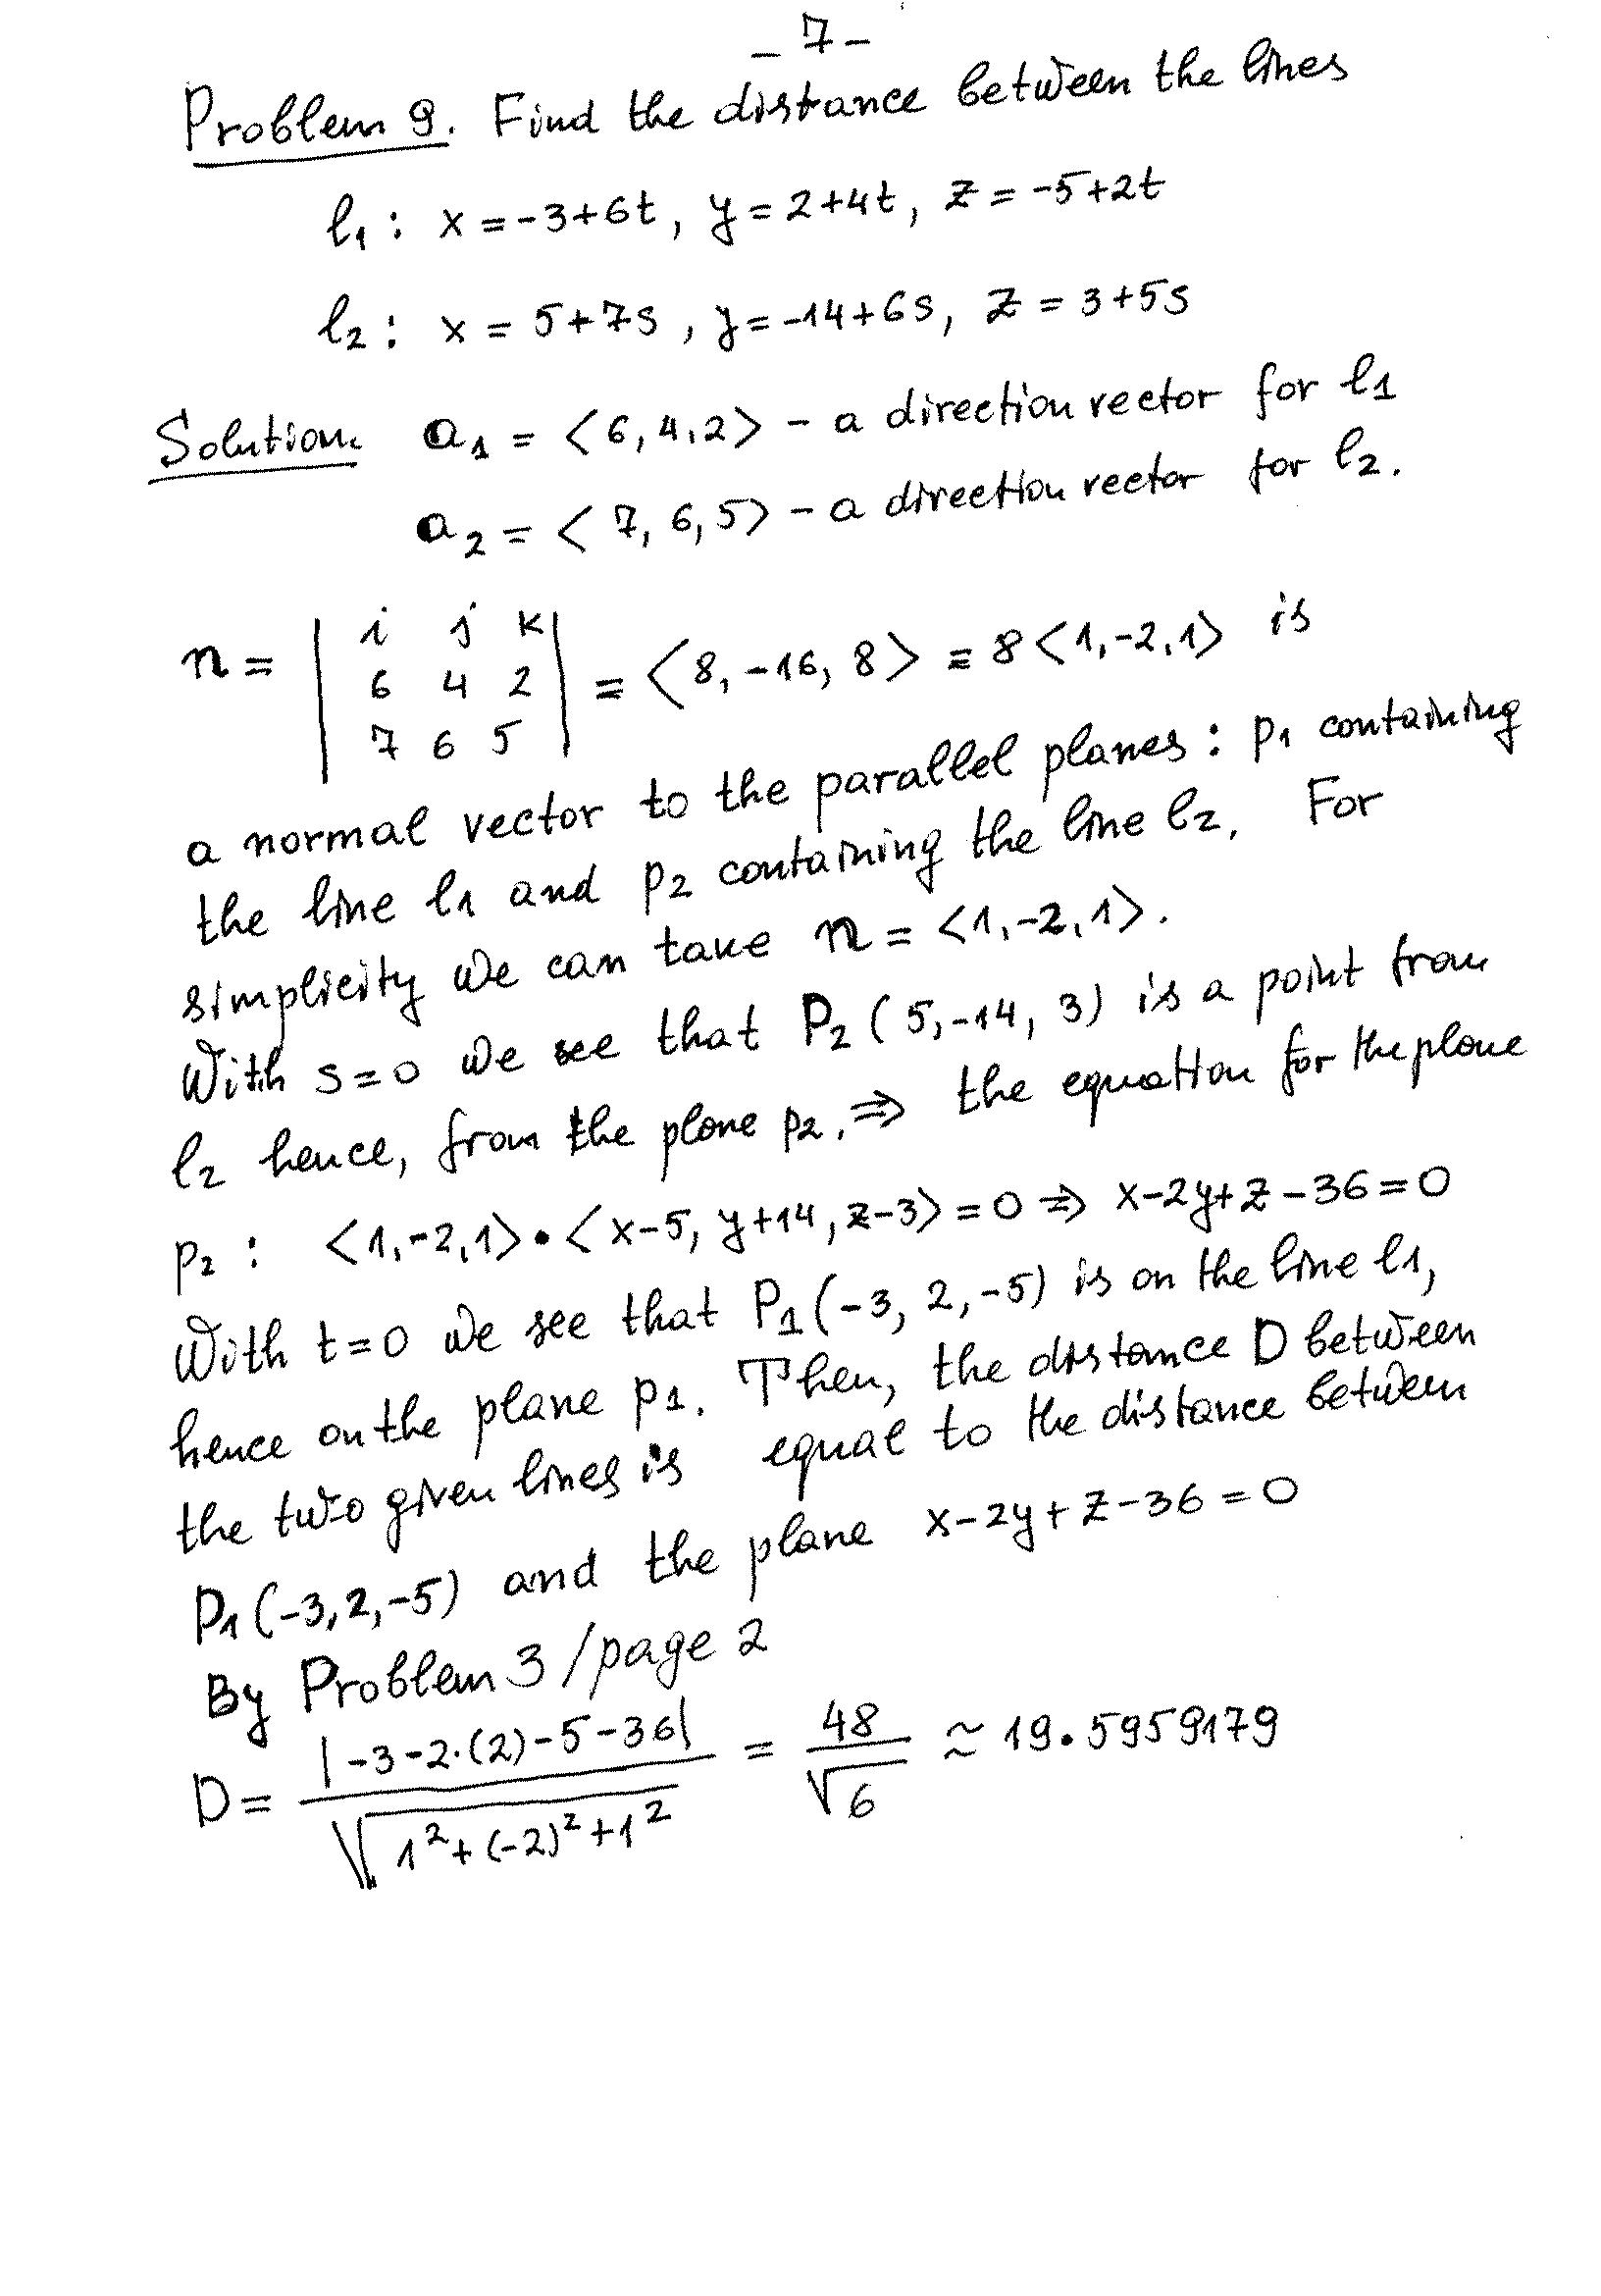 - 7 -
Problem 9. Find the distance between the lines
l₁ : x = -3+6t, y = 2+4t, z = -5+2t
l₂ : x = 5+7s, y = -14+6s, z = 3+5s
Solution. a₁ = <6,4,2> - a direction vector for l₁
a₂ = <7,6,5> - a direction vector for l₂.
n = | i j k
6 4 2
7 6 5 | = <8,-16,8> = 8<1,-2,1> is
a normal vector to the parallel planes: p₁ containing
the line l₁ and p₂ containing the line l₂. For
simplicity we can take n = <1,-2,1>.
With s=0 we see that P₂(5,-14,3) is a point from
l₂ hence, from the plane p₂. ⇒ the equation for the plane
p₂ : <1,-2,1>•<x-5, y+14, z-3>=0 ⇒ x-2y+z-36=0
With t=0 we see that P₁(-3,2,-5) is on the line l₁,
hence on the plane p₁. Then, the distance D between
the two given lines is equal to the distance between
P₁(-3,2,-5) and the plane x-2y+z-36=0
By Problem 3/page 2
D = |-3-2·(2)-5-36| / √(1²+(-2)²+1²) = 48/√6 ≈ 19.5959179